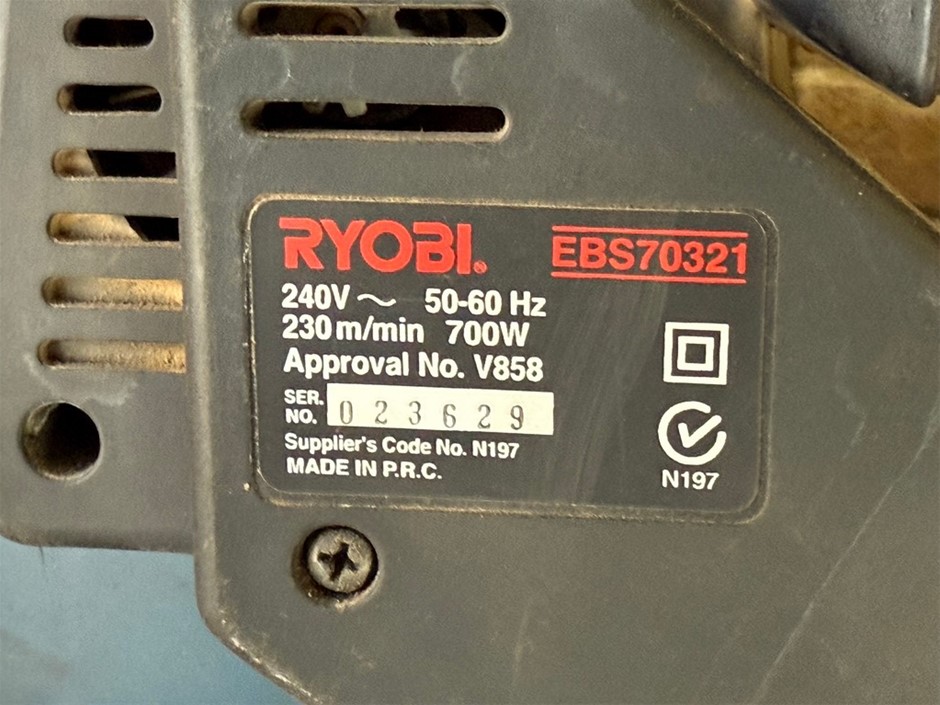 RYOBI® EBS70321
240V ~ 50-60 Hz
230 m/min 700W
Approval No. V858
SER. NO. 023629
Supplier's Code No. N197
MADE IN P.R.C.
N197